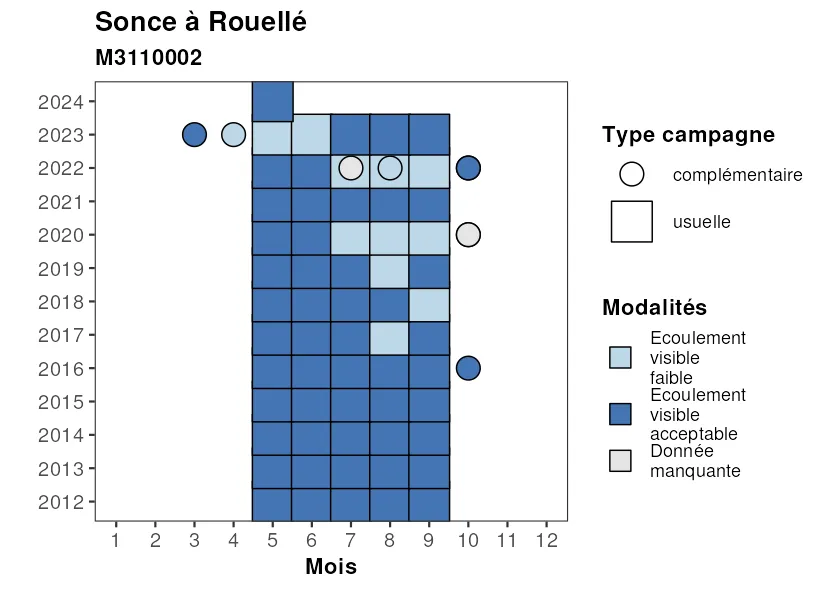 Sonce à Rouellé
M3110002
2024
2023
2022
2021
2020
2019
2018
2017
2016
2015
2014
2013
2012
1 2 3 4 5 6 7 8 9 10 11 12
Mois
Type campagne
complémentaire
usuelle
Modalités
Ecoulement
visible
faible
Ecoulement
visible
acceptable
Donnée
manquante